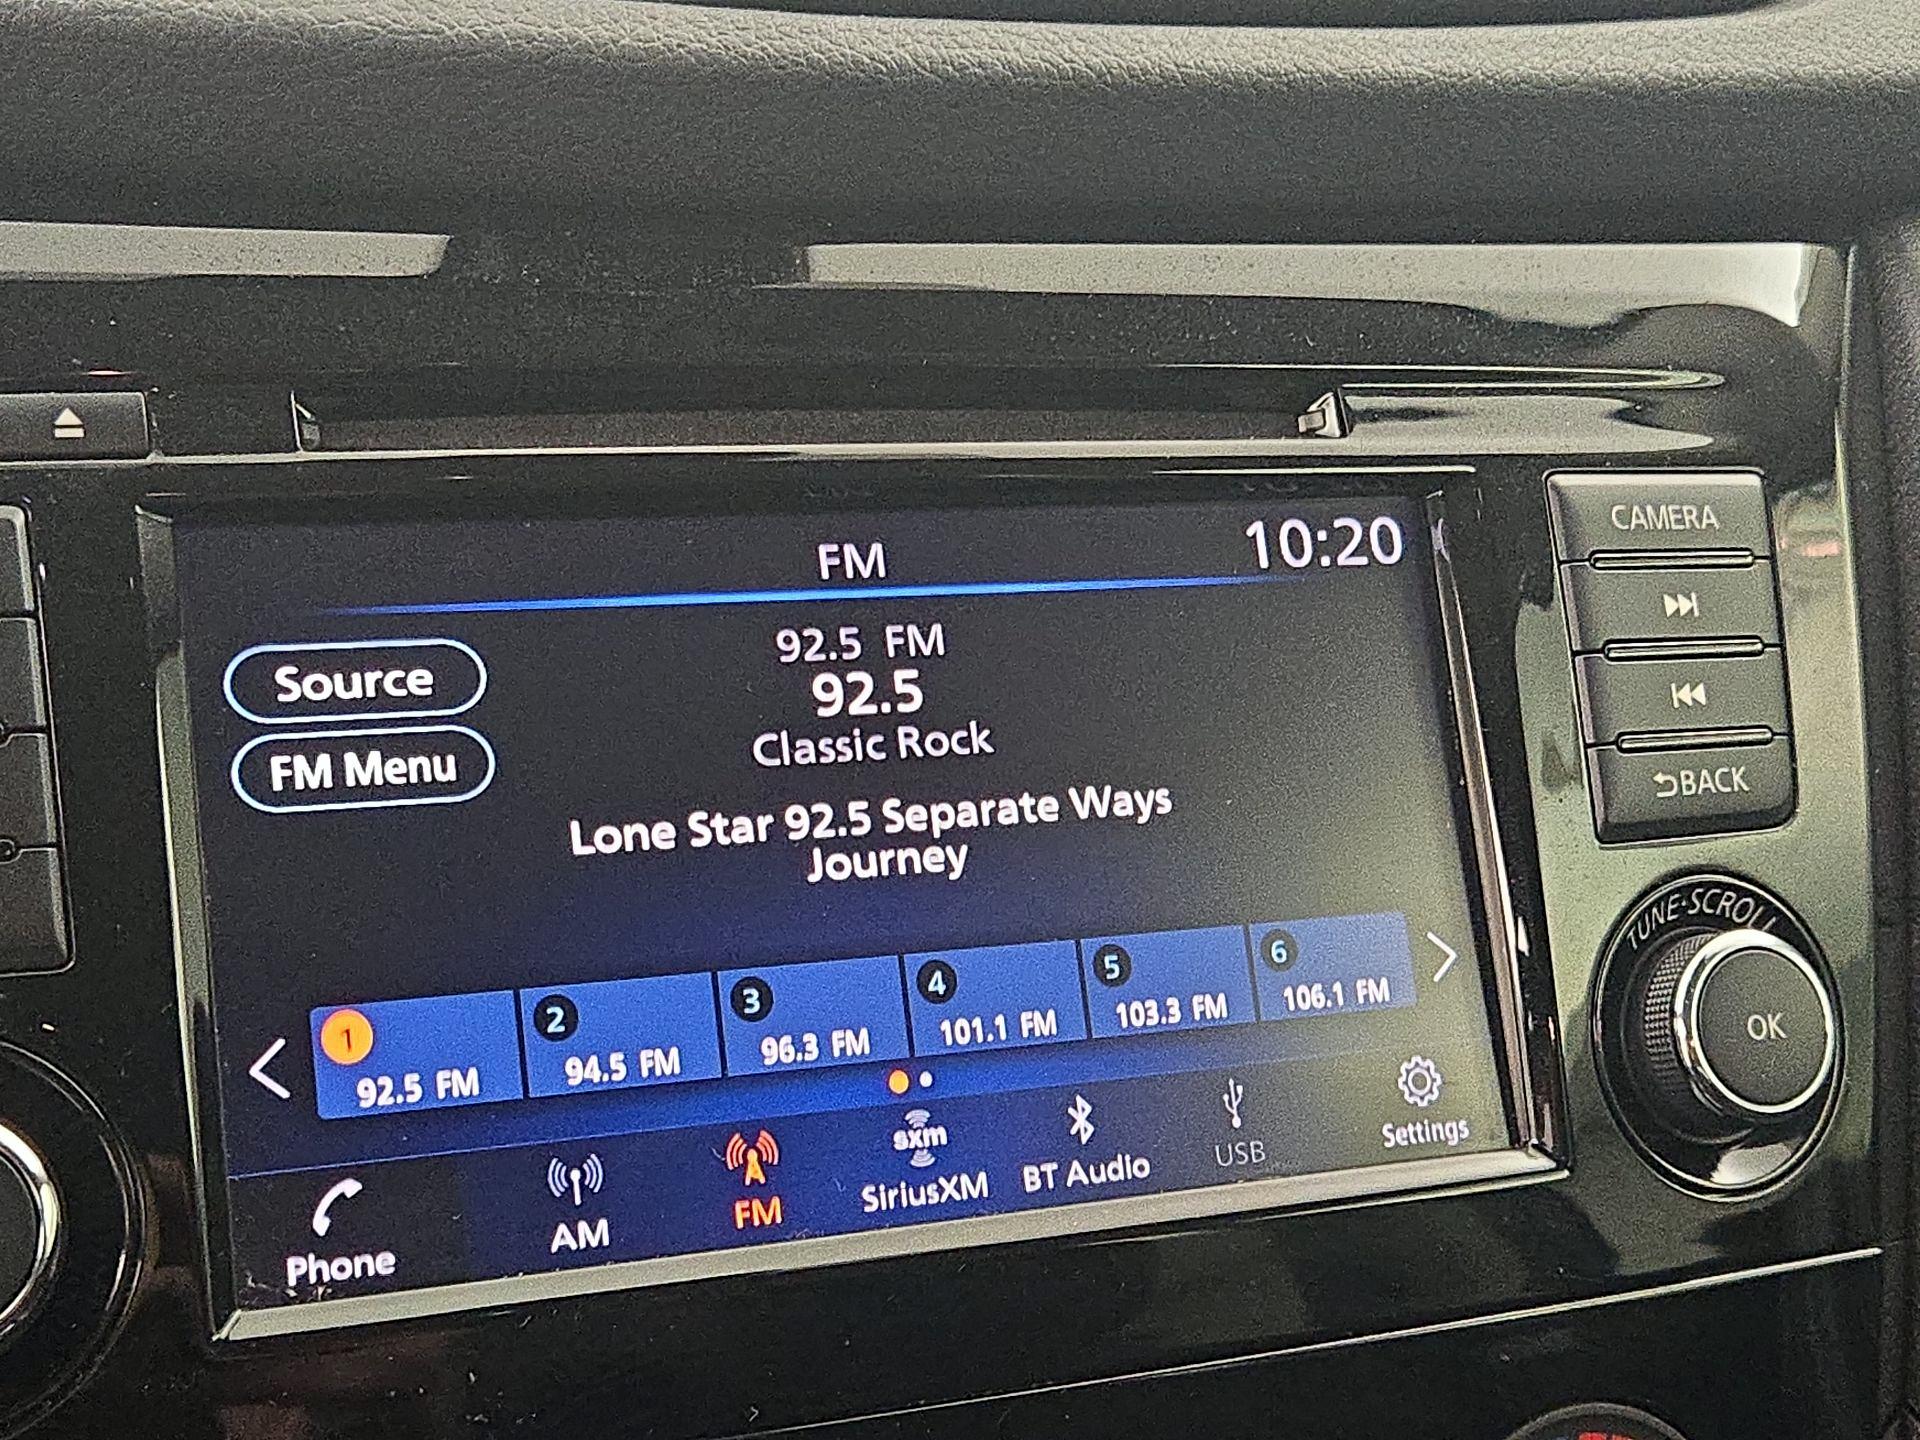 FM
10:20
92.5 FM
92.5
Classic Rock
Source
FM Menu
Lone Star 92.5 Separate Ways
Journey
1
92.5 FM
2
94.5 FM
3
96.3 FM
4
101.1 FM
5
103.3 FM
6
106.1 FM
Phone
AM
FM
sxm
SiriusXM
BT Audio
USB
Settings
CAMERA
BACK
TUNE·SCROLL
OK